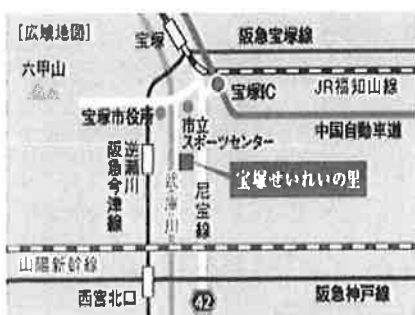 [広域地図]
宝塚
阪急宝塚線
六甲山
宝塚IC
JR福知山線
宝塚市役所
市立
スポーツセンター
中国自動車道
逆瀬川
阪急今津線
武庫川
尼宝線
宝塚せいれいの里
山陽新幹線
西宮北口
42
阪急神戸線